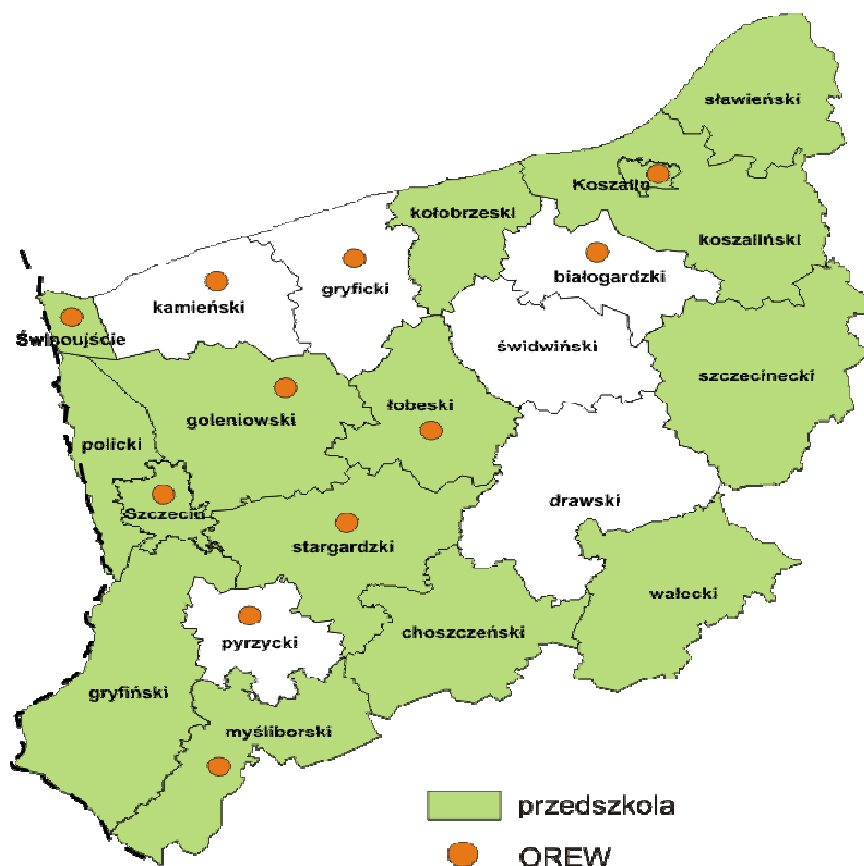 sławieński
Koszalin
kołobrzeski
koszaliński
białogardzki
gryficki
kamieński
Świnoujście
świdwiński
szczecinecki
łobeski
goleniowski
policki
drawski
Szczecin
stargardzki
wałecki
choszczeński
pyrzycki
gryfiński
myśliborski
przedszkola
OREW